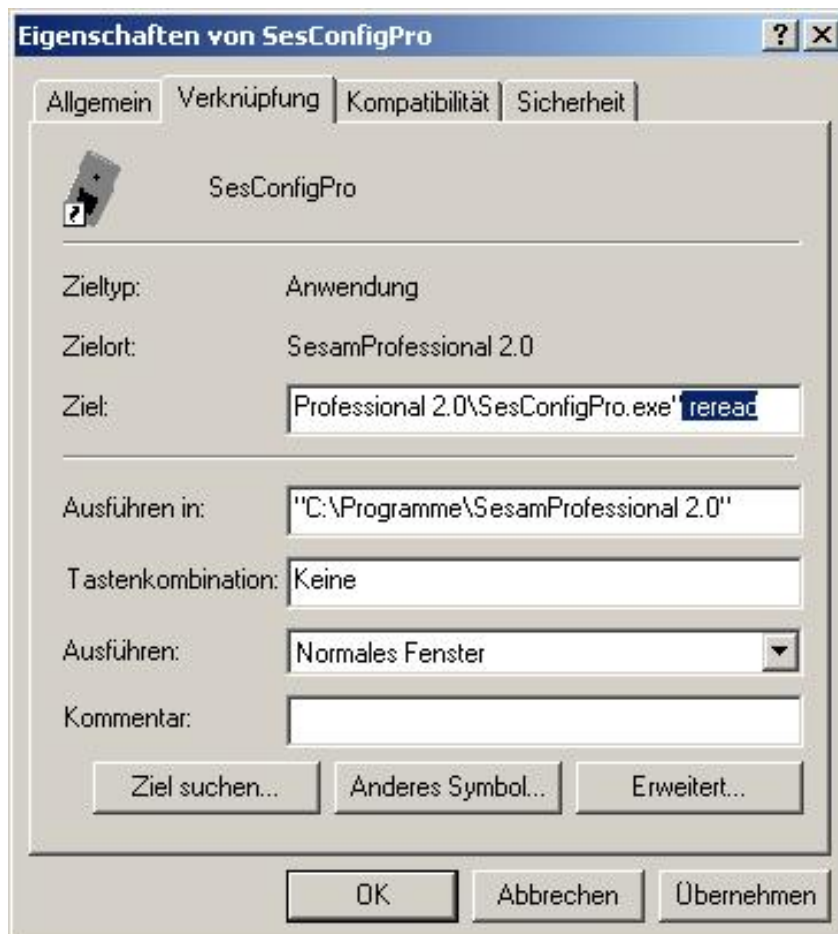 Eigenschaften von SesConfigPro
Allgemein Verknüpfung Kompatibilität Sicherheit
SesConfigPro
Zieltyp: Anwendung
Zielort: SesamProfessional 2.0
Ziel: Professional 2.0\SesConfigPro.exe" reread
Ausführen in: "C:\Programme\SesamProfessional 2.0"
Tastenkombination: Keine
Ausführen: Normales Fenster
Kommentar:
Ziel suchen... Anderes Symbol... Erweitert...
OK Abbrechen Übernehmen